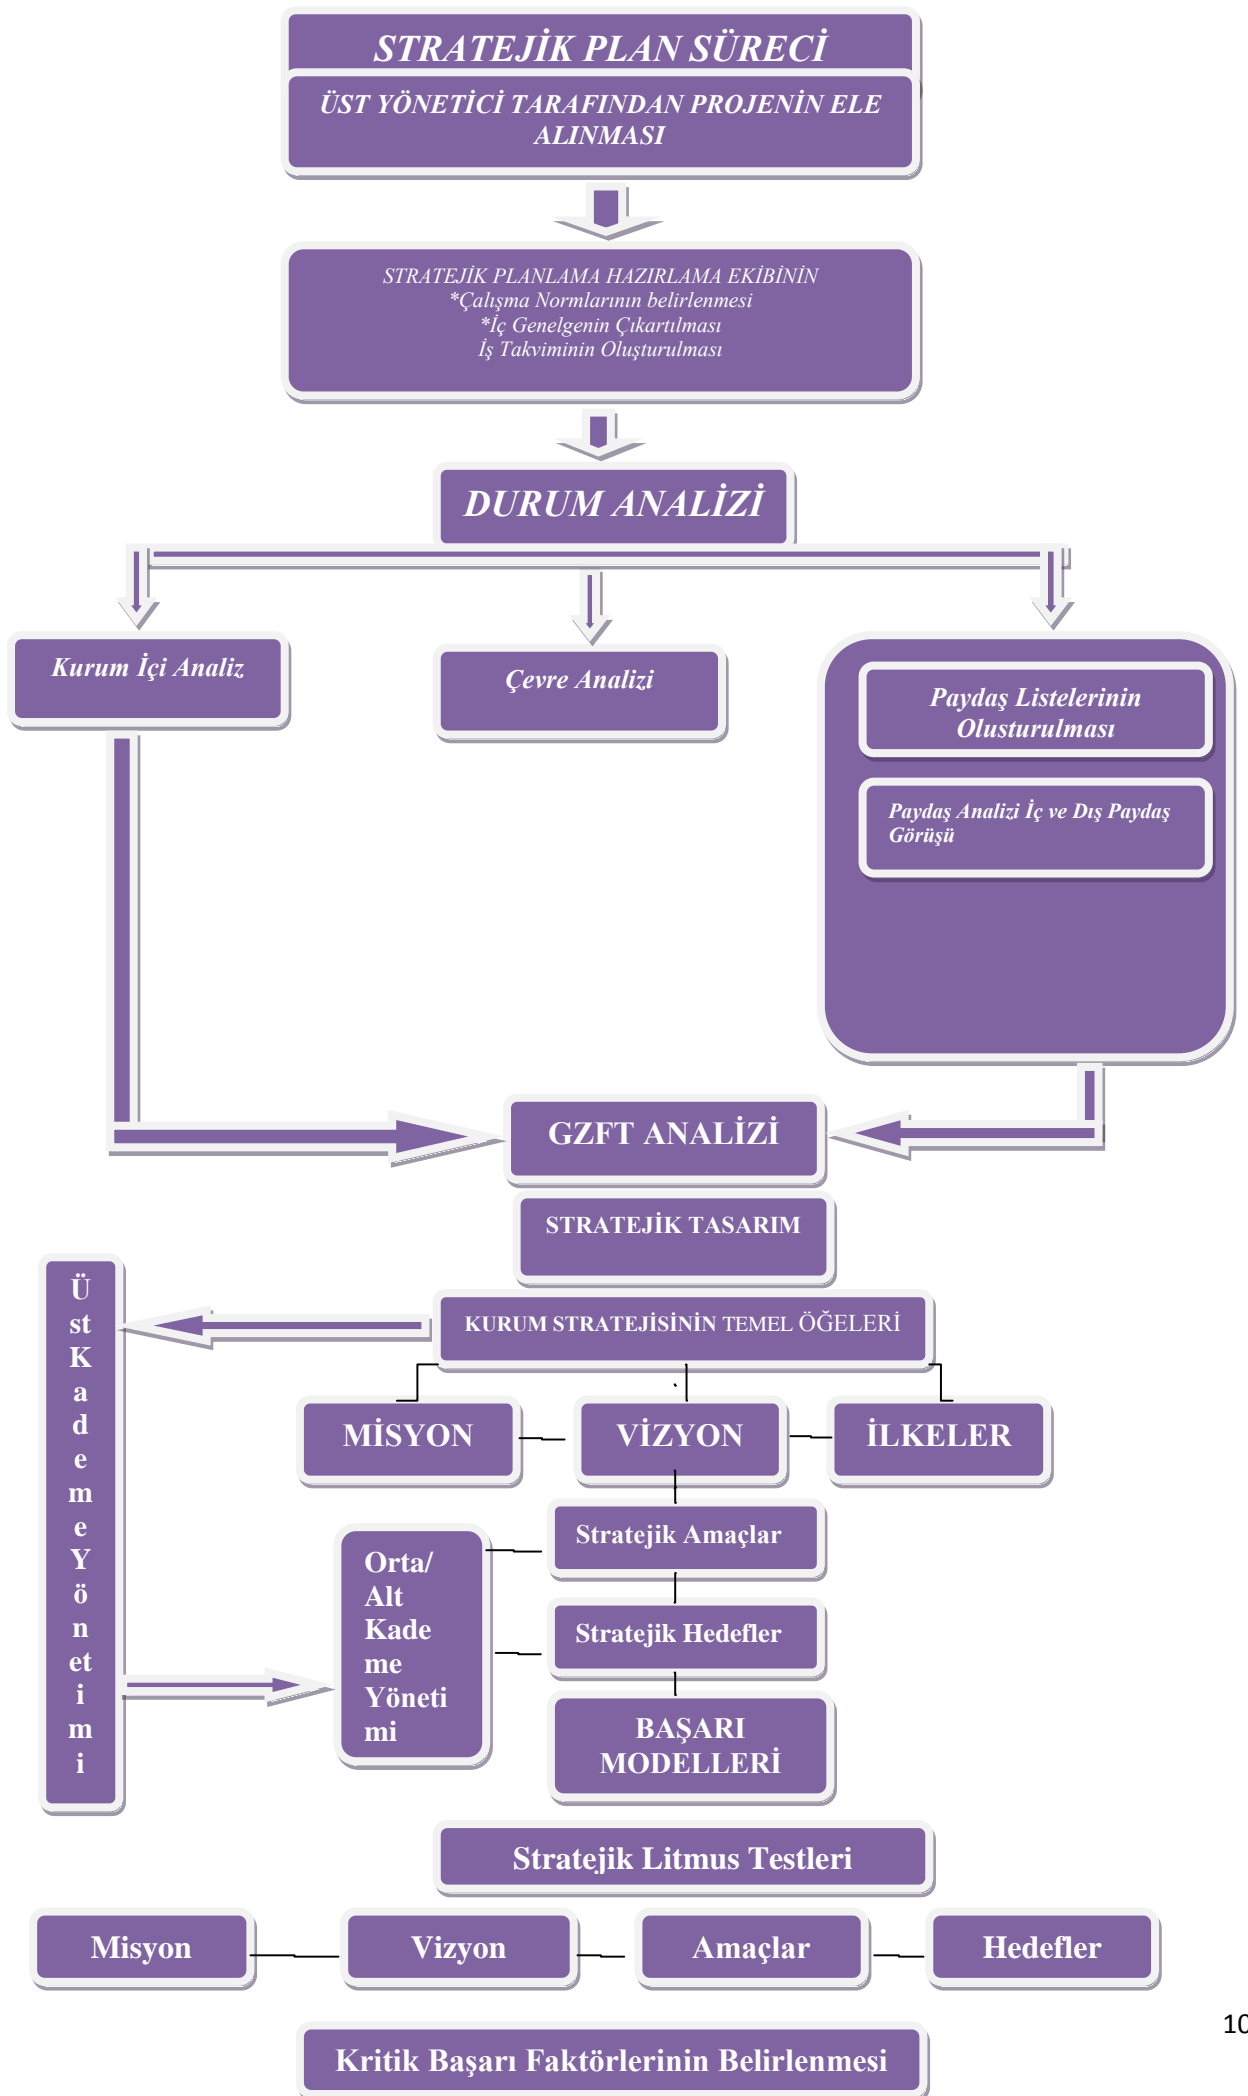 STRATEJİK PLAN SÜRECİ
ÜST YÖNETİCİ TARAFINDAN PROJENİN ELE
ALINMASI
STRATEJİK PLANLAMA HAZIRLAMA EKİBİNİN
*Çalışma Normlarının belirlenmesi
*İç Genelgenin Çıkartılması
İş Takviminin Oluşturulması
DURUM ANALİZİ
Kurum İçi Analiz
Çevre Analizi
Paydaş Listelerinin
Olusturulması
Paydaş Analizi İç ve Dış Paydaş
Görüşü
GZFT ANALİZİ
STRATEJİK TASARIM
KURUM STRATEJİSİNİN TEMEL ÖĞELERİ
.
MİSYON
VİZYON
İLKELER
Ü
st
K
a
d
e
m
e
Y
ö
n
et
i
m
i
Orta/
Alt
Kade
me
Yöneti
mi
Stratejik Amaçlar
Stratejik Hedefler
BAŞARI
MODELLERİ
Stratejik Litmus Testleri
Misyon
Vizyon
Amaçlar
Hedefler
10
Kritik Başarı Faktörlerinin Belirlenmesi